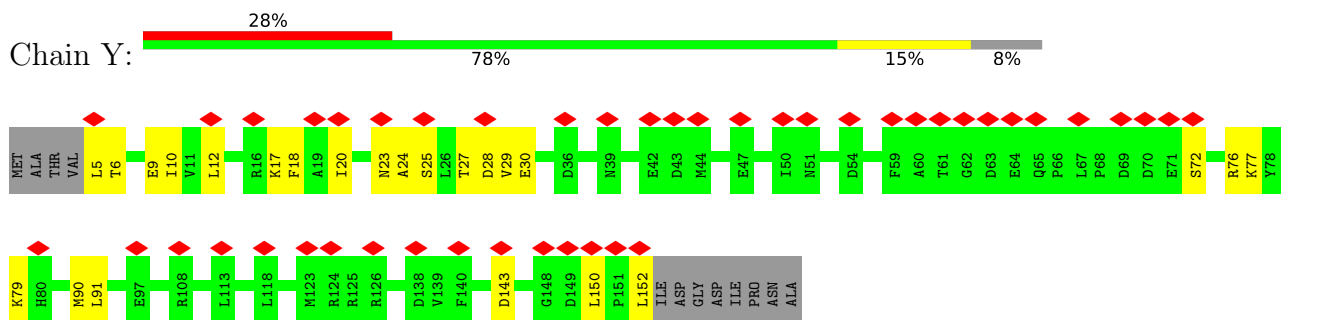 28%
Chain Y:
78% 15% 8%
MET ALA THR VAL L5 T6 E9 I10 V11 L12 R16 K17 F18 A19 I20 N23 A24 S25 L26 T27 D28 V29 E30 D36 N39 E42 D43 M44 E47 I50 N51 D54 F59 A60 T61 G62 D63 E64 Q65 P66 L67 P68 D69 D70 E71 S72 R76 K77 Y78
K79 H80 M90 L91 E97 R108 L113 L118 M123 R124 R125 R126 D138 V139 F140 D143 G148 D149 L150 P151 L152 ILE ASP GLY ASP ILE PRO ASN ALA